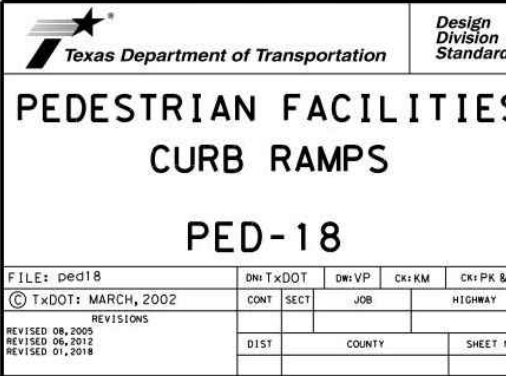 Texas Department of Transportation
Design
Division
Standard
PEDESTRIAN FACILITIES
CURB RAMPS
PED-18
FILE: ped18
DN: TxDOT
DW: VP
CK: KM
CK: PK &
© TxDOT: MARCH, 2002
CONT
SECT
JOB
HIGHWAY
REVISIONS
REVISED 08,2005
REVISED 06,2012
REVISED 01,2018
DIST
COUNTY
SHEET